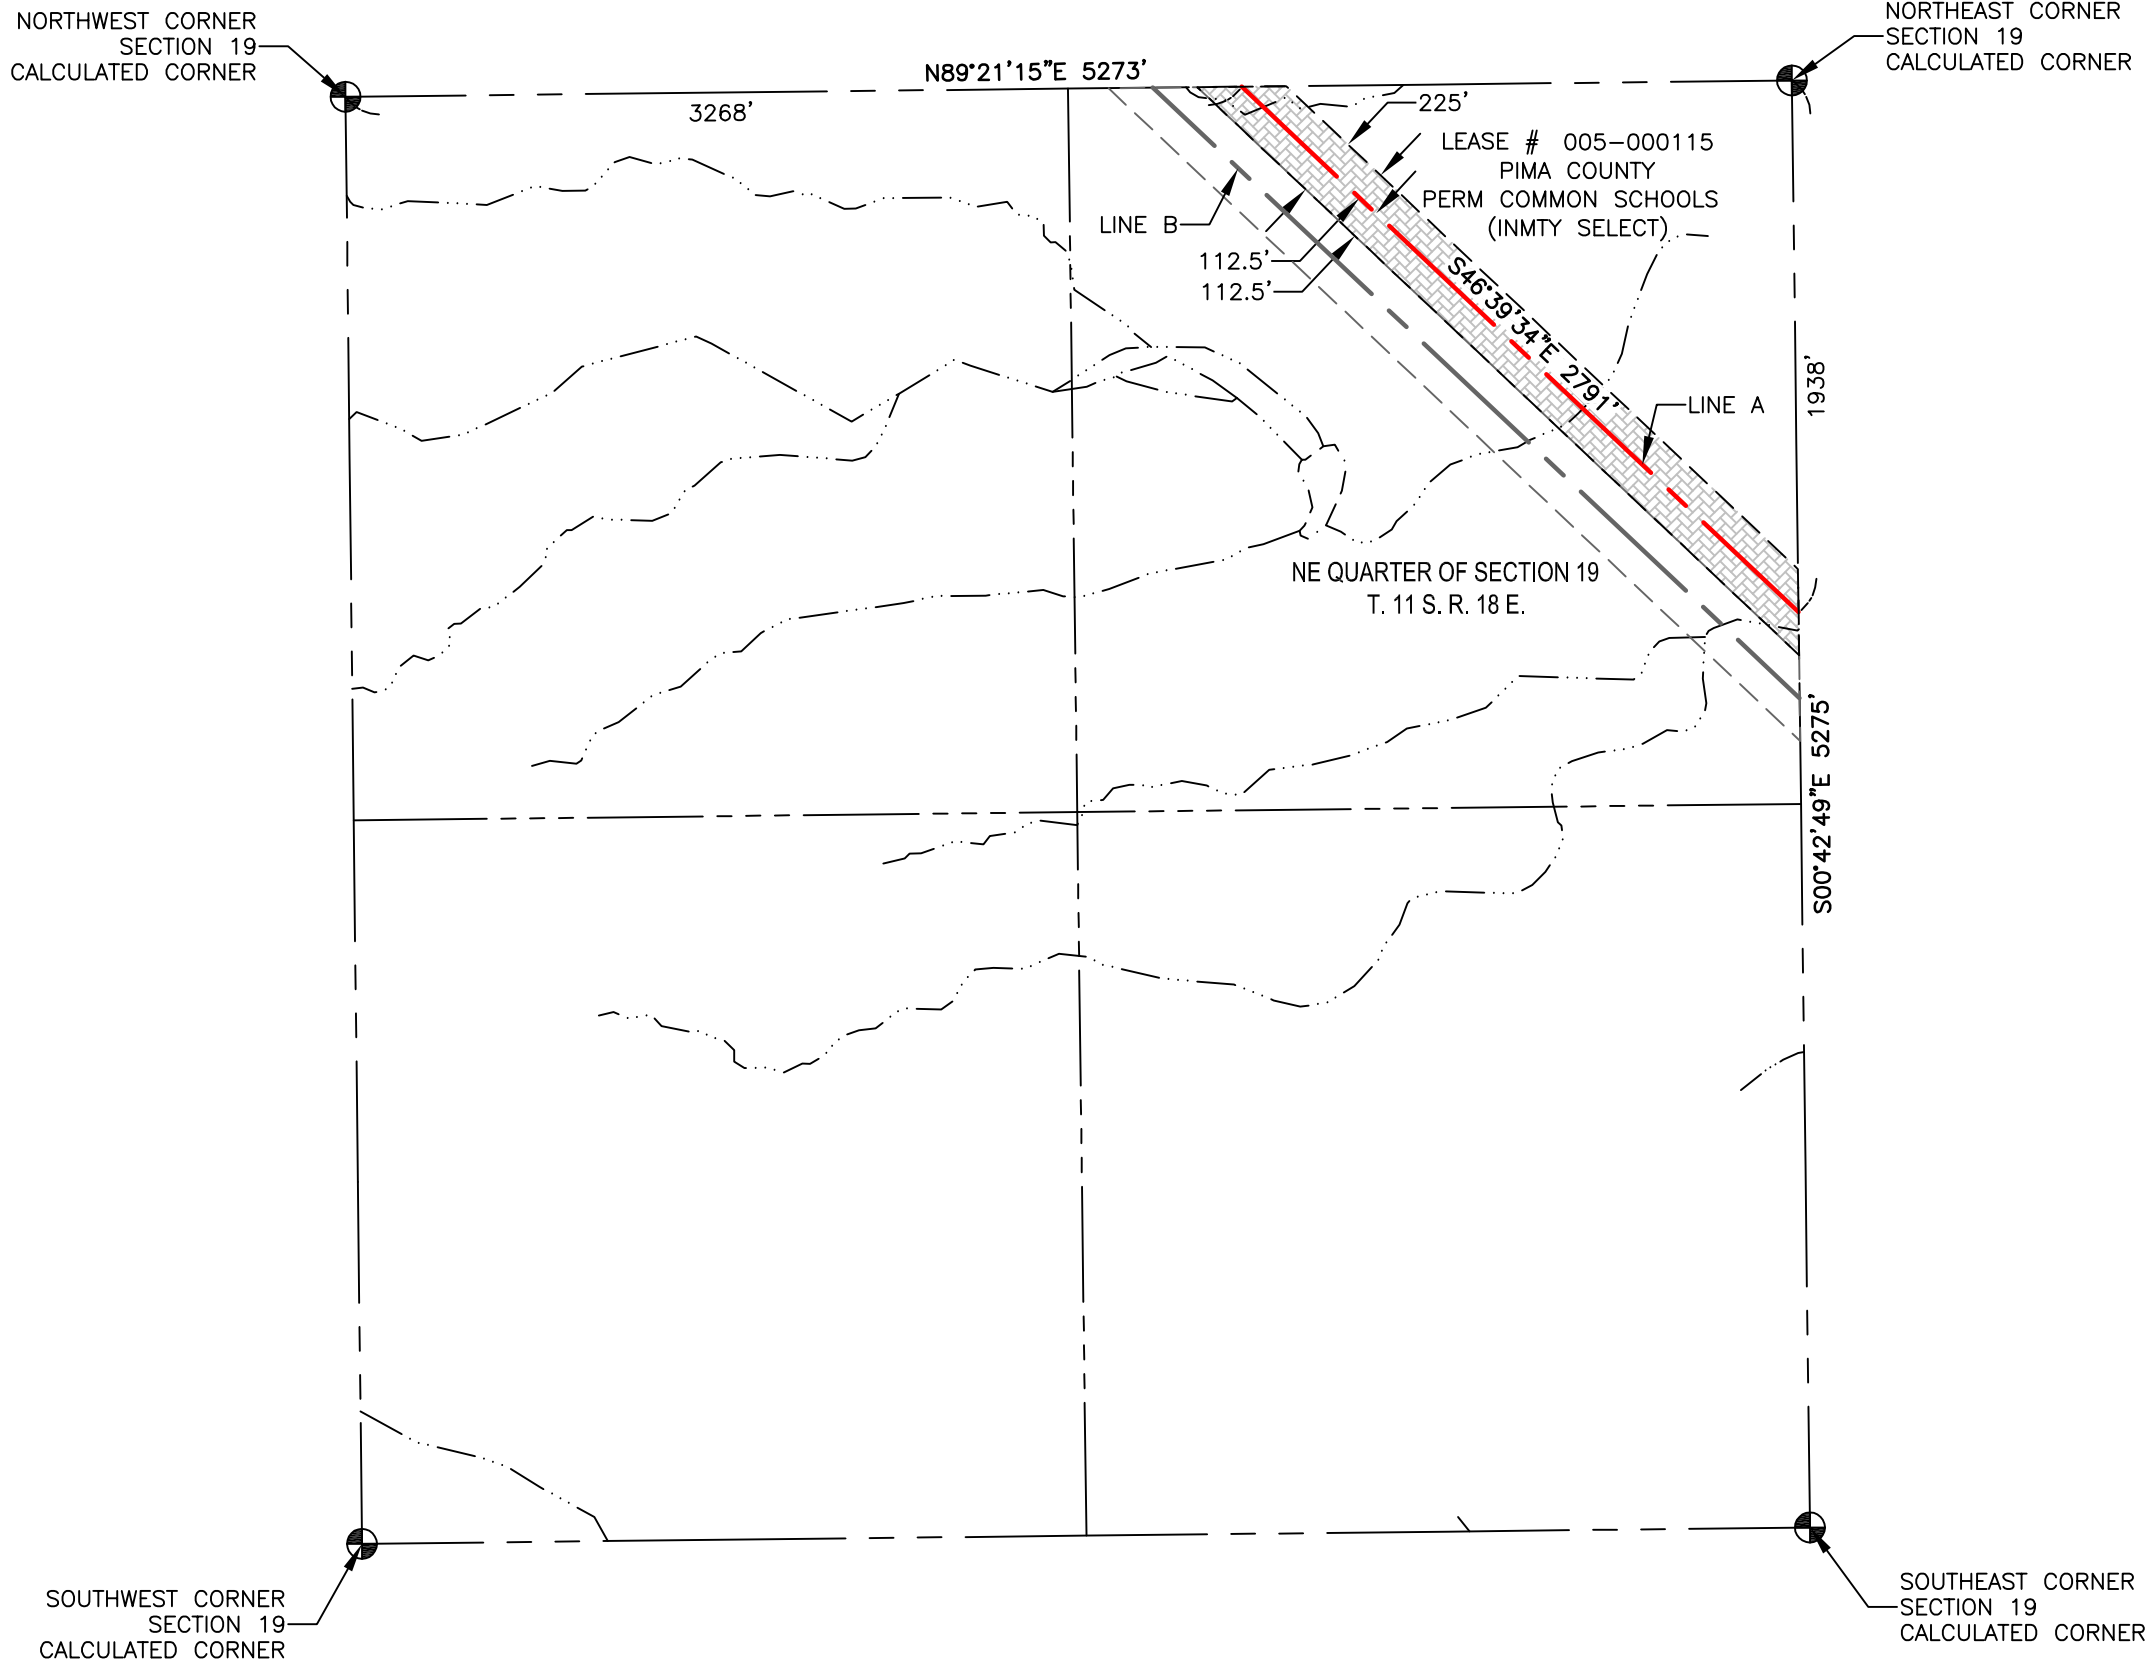 NORTHWEST CORNER
SECTION 19
CALCULATED CORNER
NORTHEAST CORNER
SECTION 19
CALCULATED CORNER
N89°21'15"E 5273'
3268'
225'
LEASE # 005-000115
PIMA COUNTY
PERM COMMON SCHOOLS
(INMTY SELECT)
LINE B
112.5'
112.5'
S46°39'34"E 2791'
LINE A
1938'
NE QUARTER OF SECTION 19
T. 11 S. R. 18 E.
S00°42'49"E 5275'
SOUTHWEST CORNER
SECTION 19
CALCULATED CORNER
SOUTHEAST CORNER
SECTION 19
CALCULATED CORNER